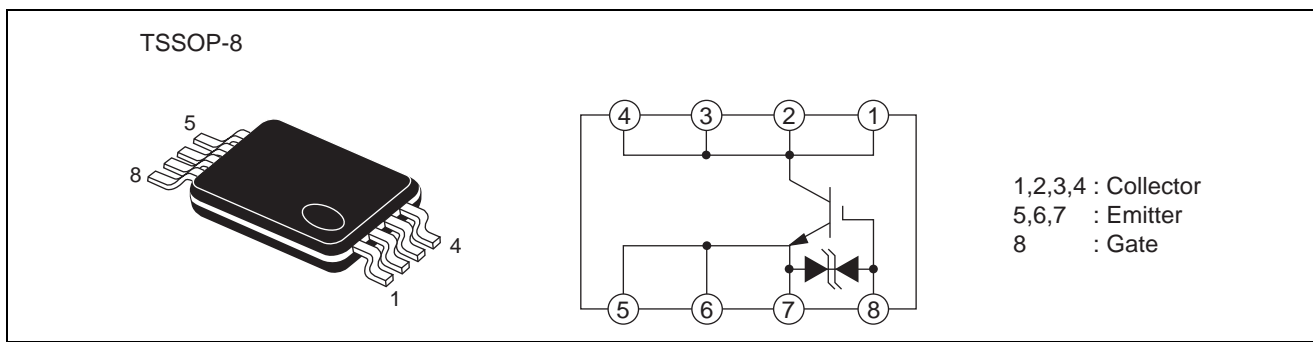 TSSOP-8
5
8
4
1
4 3 2 1
5 6 7 8
1,2,3,4 : Collector
5,6,7 : Emitter
8 : Gate